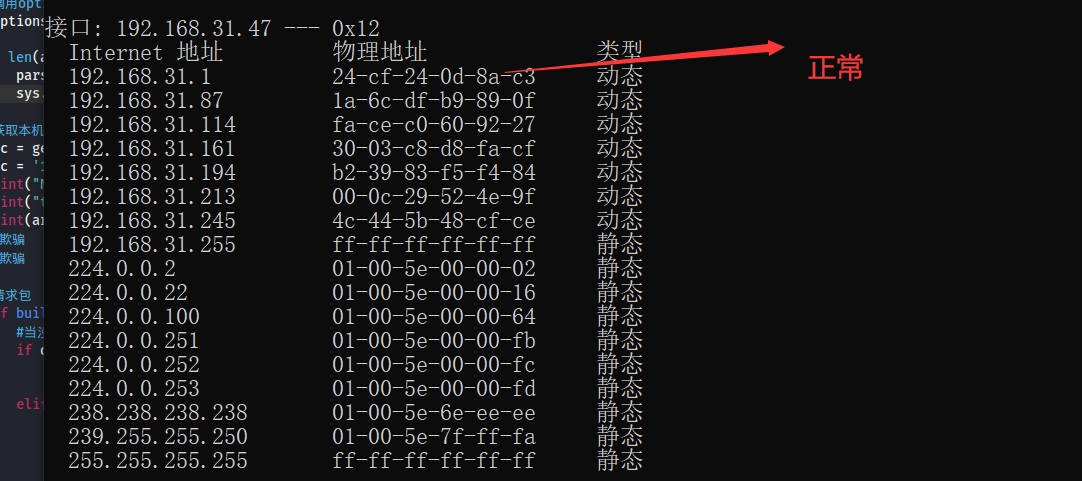 接口: 192.168.31.47 --- 0x12
Internet 地址 物理地址 类型
192.168.31.1 24-cf-24-0d-8a-c3 动态
192.168.31.87 1a-6c-df-b9-89-0f 动态
192.168.31.114 fa-ce-c0-60-92-27 动态
192.168.31.161 30-03-c8-d8-fa-cf 动态
192.168.31.194 b2-39-83-f5-f4-84 动态
192.168.31.213 00-0c-29-52-4e-9f 动态
192.168.31.245 4c-44-5b-48-cf-ce 动态
192.168.31.255 ff-ff-ff-ff-ff-ff 静态
224.0.0.2 01-00-5e-00-00-02 静态
224.0.0.22 01-00-5e-00-00-16 静态
224.0.0.100 01-00-5e-00-00-64 静态
224.0.0.251 01-00-5e-00-00-fb 静态
224.0.0.252 01-00-5e-00-00-fc 静态
224.0.0.253 01-00-5e-00-00-fd 静态
238.238.238.238 01-00-5e-6e-ee-ee 静态
239.255.255.250 01-00-5e-7f-ff-fa 静态
255.255.255.255 ff-ff-ff-ff-ff-ff 静态
正常
用opti
ptions
len(a
pars
sys.
获取本机
c = ge
c = '
int("M
int("
int(ar
欺骗
欺骗
请求包
f buil
#当没
if
elif